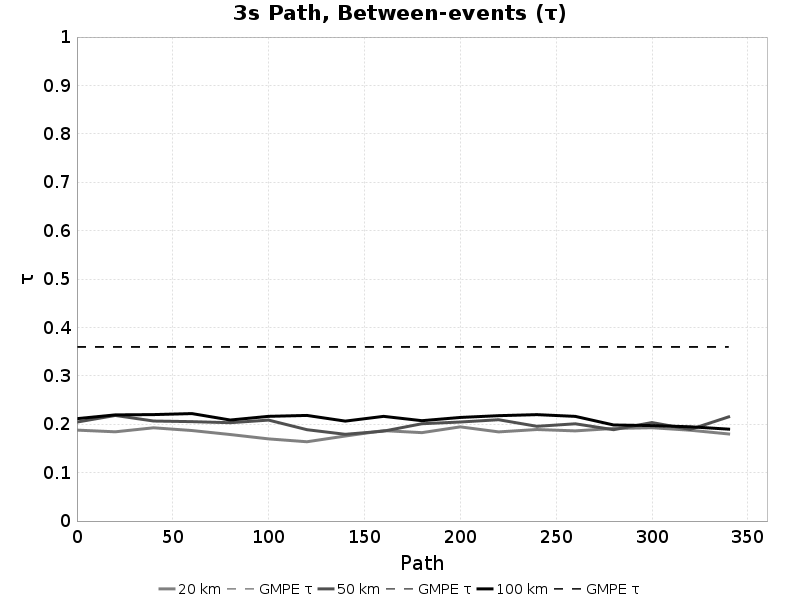 3s Path, Between-events (τ)
1
0.9
0.8
0.7
0.6
0.5
0.4
0.3
0.2
0.1
0
τ
0 50 100 150 200 250 300 350
Path
20 km GMPE τ 50 km GMPE τ 100 km GMPE τ